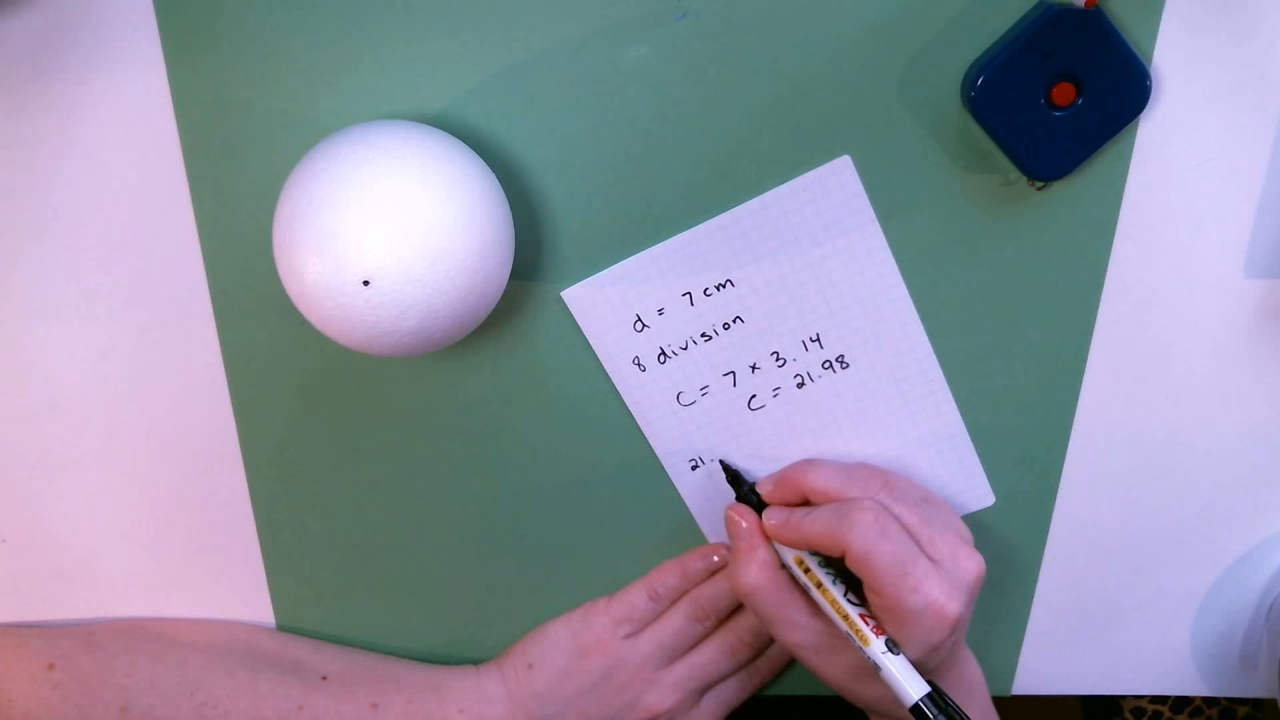 d = 7 cm
8 division
C = 7 × 3.14
C = 21.98
21.